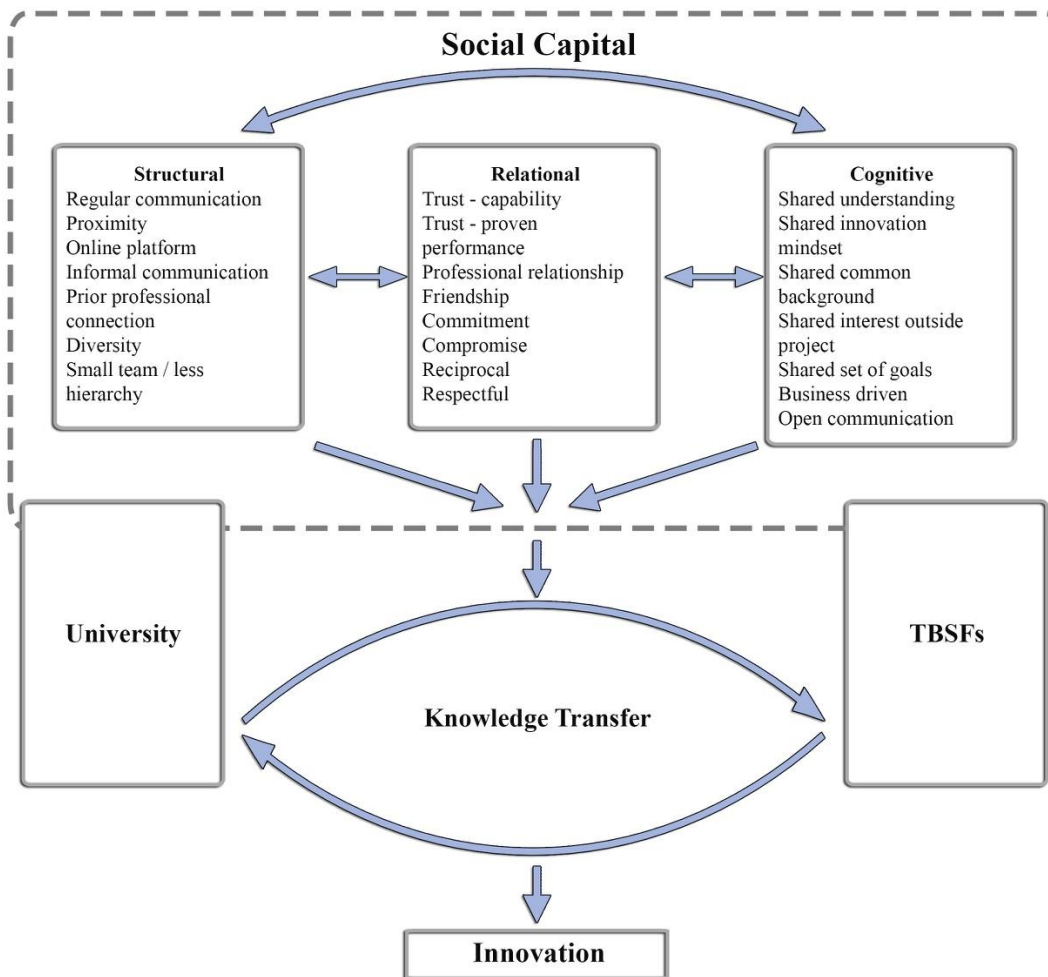 Social Capital
Structural
Regular communication
Proximity
Online platform
Informal communication
Prior professional
connection
Diversity
Small team / less
hierarchy
Relational
Trust - capability
Trust - proven
performance
Professional relationship
Friendship
Commitment
Compromise
Reciprocal
Respectful
Cognitive
Shared understanding
Shared innovation
mindset
Shared common
background
Shared interest outside
project
Shared set of goals
Business driven
Open communication
University
TBSFs
Knowledge Transfer
Innovation